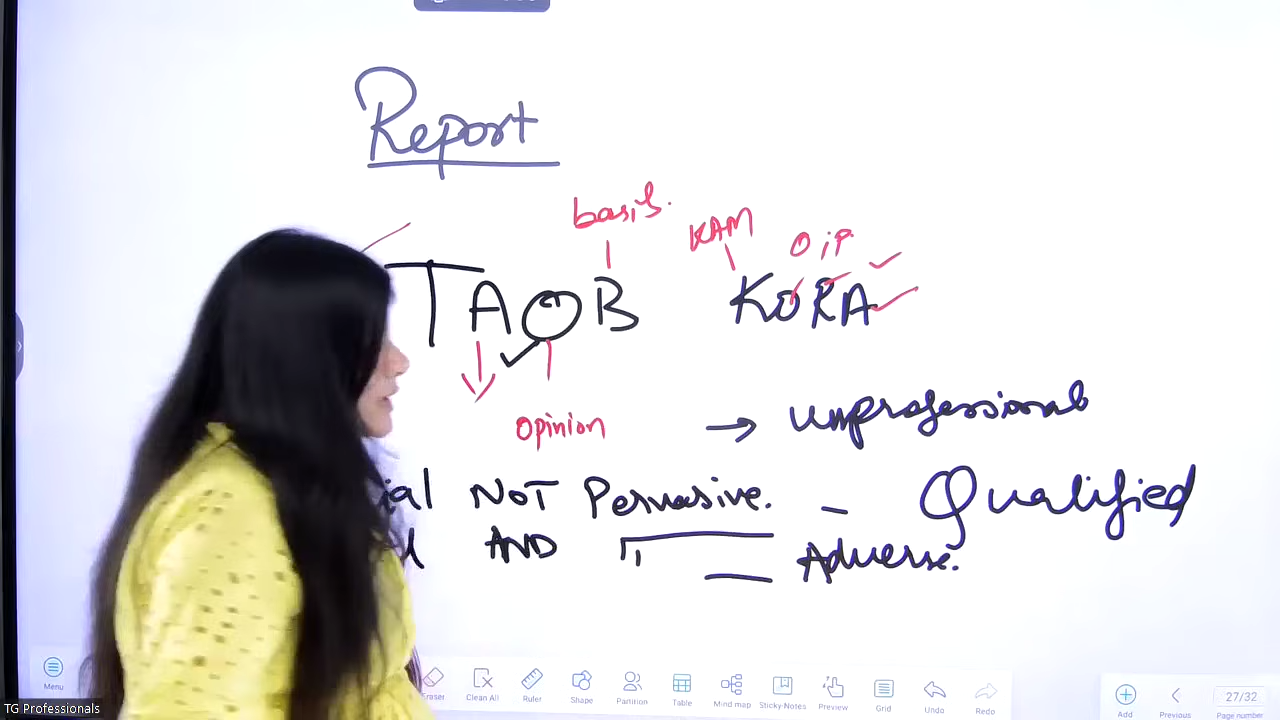 Report
basis.
KAM
O i P
TAOB KORA
Opinion
→ unprofessional
ial NOT Pervasive. - Qualified
AND — Adverse.
Menu
Eraser
Clean All
Ruler
Shape
Partition
Table
Mind map
Sticky Notes
Preview
Grid
Undo
Redo
Add
Previous
27/32
Page number
TG Professionals